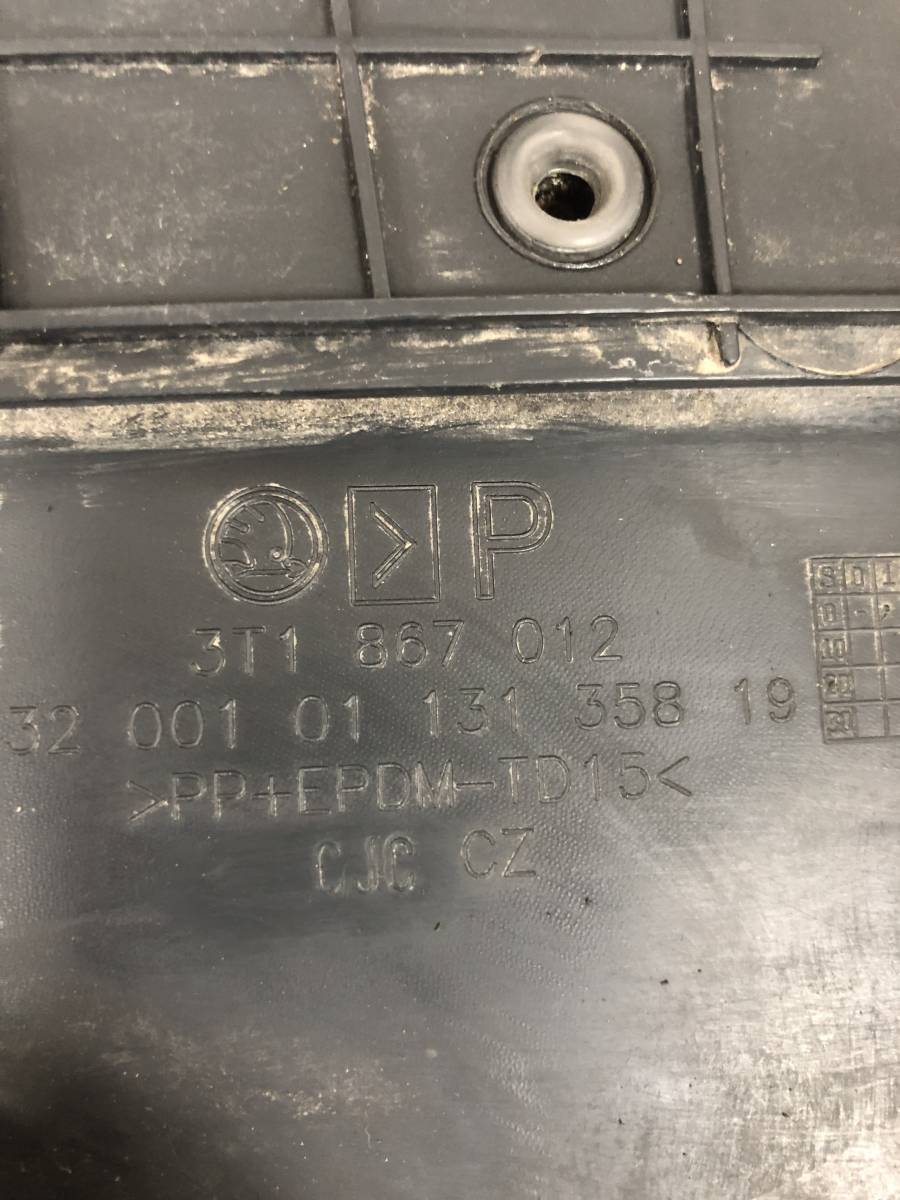 > P
3T1 867 012
32 001 01 131 358 19
>PP+EPDM-TD15<
CJC CZ